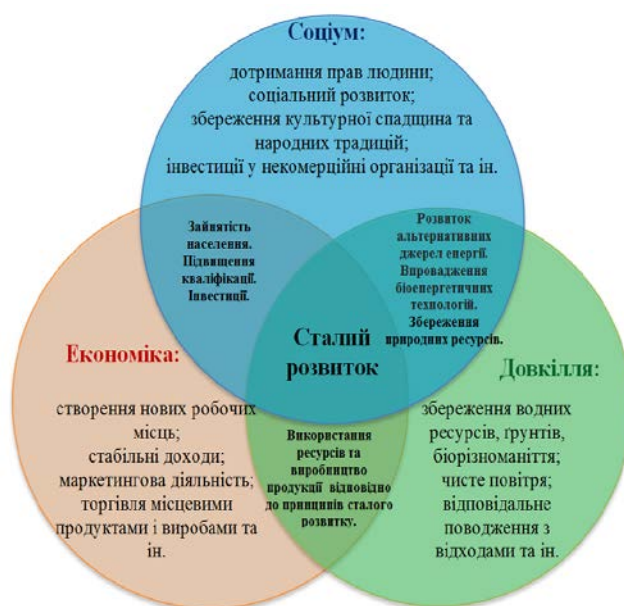 Соціум:
дотримання прав людини;
соціальний розвиток;
збереження культурної спадщина та
народних традицій;
інвестиції у некомерційні організації та ін.
Зайнятість
населення.
Підвищення
кваліфікації.
Інвестиції.
Розвиток
альтернативних
джерел енергії.
Впровадження
біоенергетичних
технологій.
Збереження
природних ресурсів.
Сталий
розвиток
Економіка:
створення нових робочих
місць;
стабільні доходи;
маркетингова діяльність;
торгівля місцевими
продуктами і виробами та
ін.
Використання
ресурсів та
виробництво
продукції відповідно
до принципів сталого
розвитку.
Довкілля:
збереження водних
ресурсів, ґрунтів,
біорізноманіття;
чисте повітря;
відповідальне
поводження з
відходами та ін.